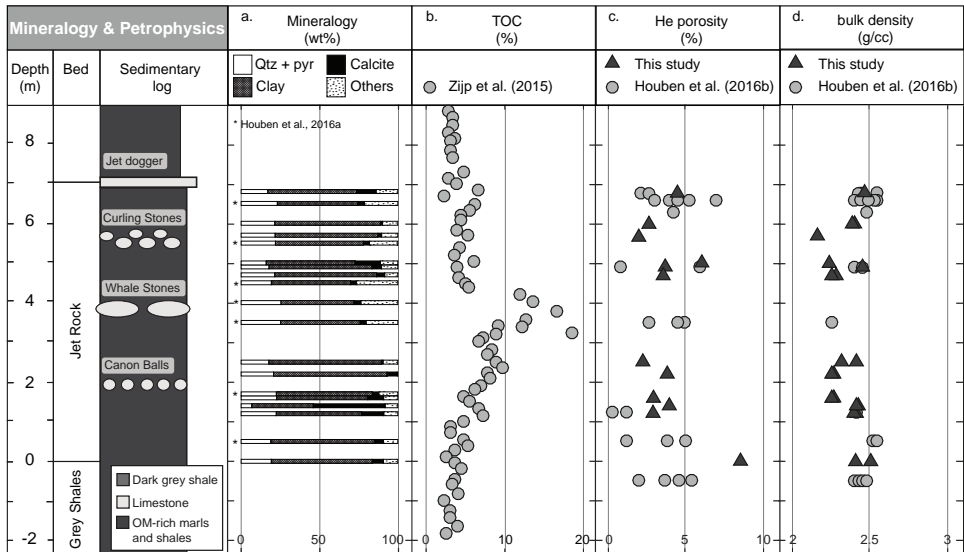 Mineralogy & Petrophysics
Depth
(m)
Bed
Sedimentary
log
a.
Mineralogy
(wt%)
Qtz + pyr
Calcite
Clay
Others
b.
TOC
(%)
Zijp et al. (2015)
c.
He porosity
(%)
This study
Houben et al. (2016b)
d.
bulk density
(g/cc)
This study
Houben et al. (2016b)
8
6
4
2
0
-2
Jet Rock
Grey Shales
Jet dogger
Curling Stones
Whale Stones
Canon Balls
Dark grey shale
Limestone
OM-rich marls
and shales
* Houben et al., 2016a
*
*
*
*
*
*
*
0 50 100
0 10 20
0 5 10
2 2.5 3